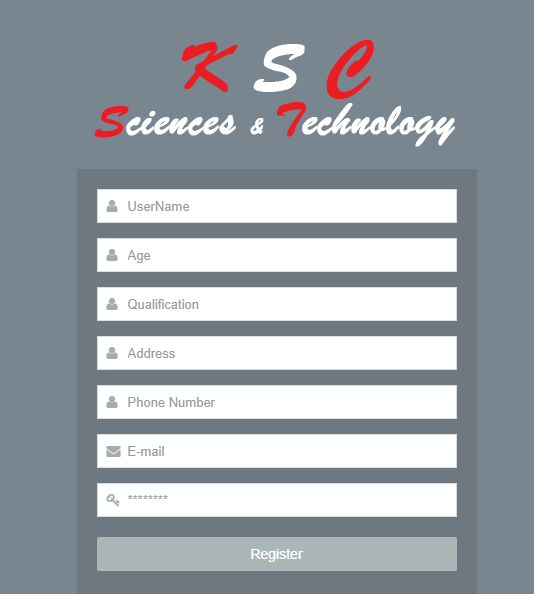 K S C
Sciences & Technology
UserName
Age
Qualification
Address
Phone Number
E-mail
********
Register